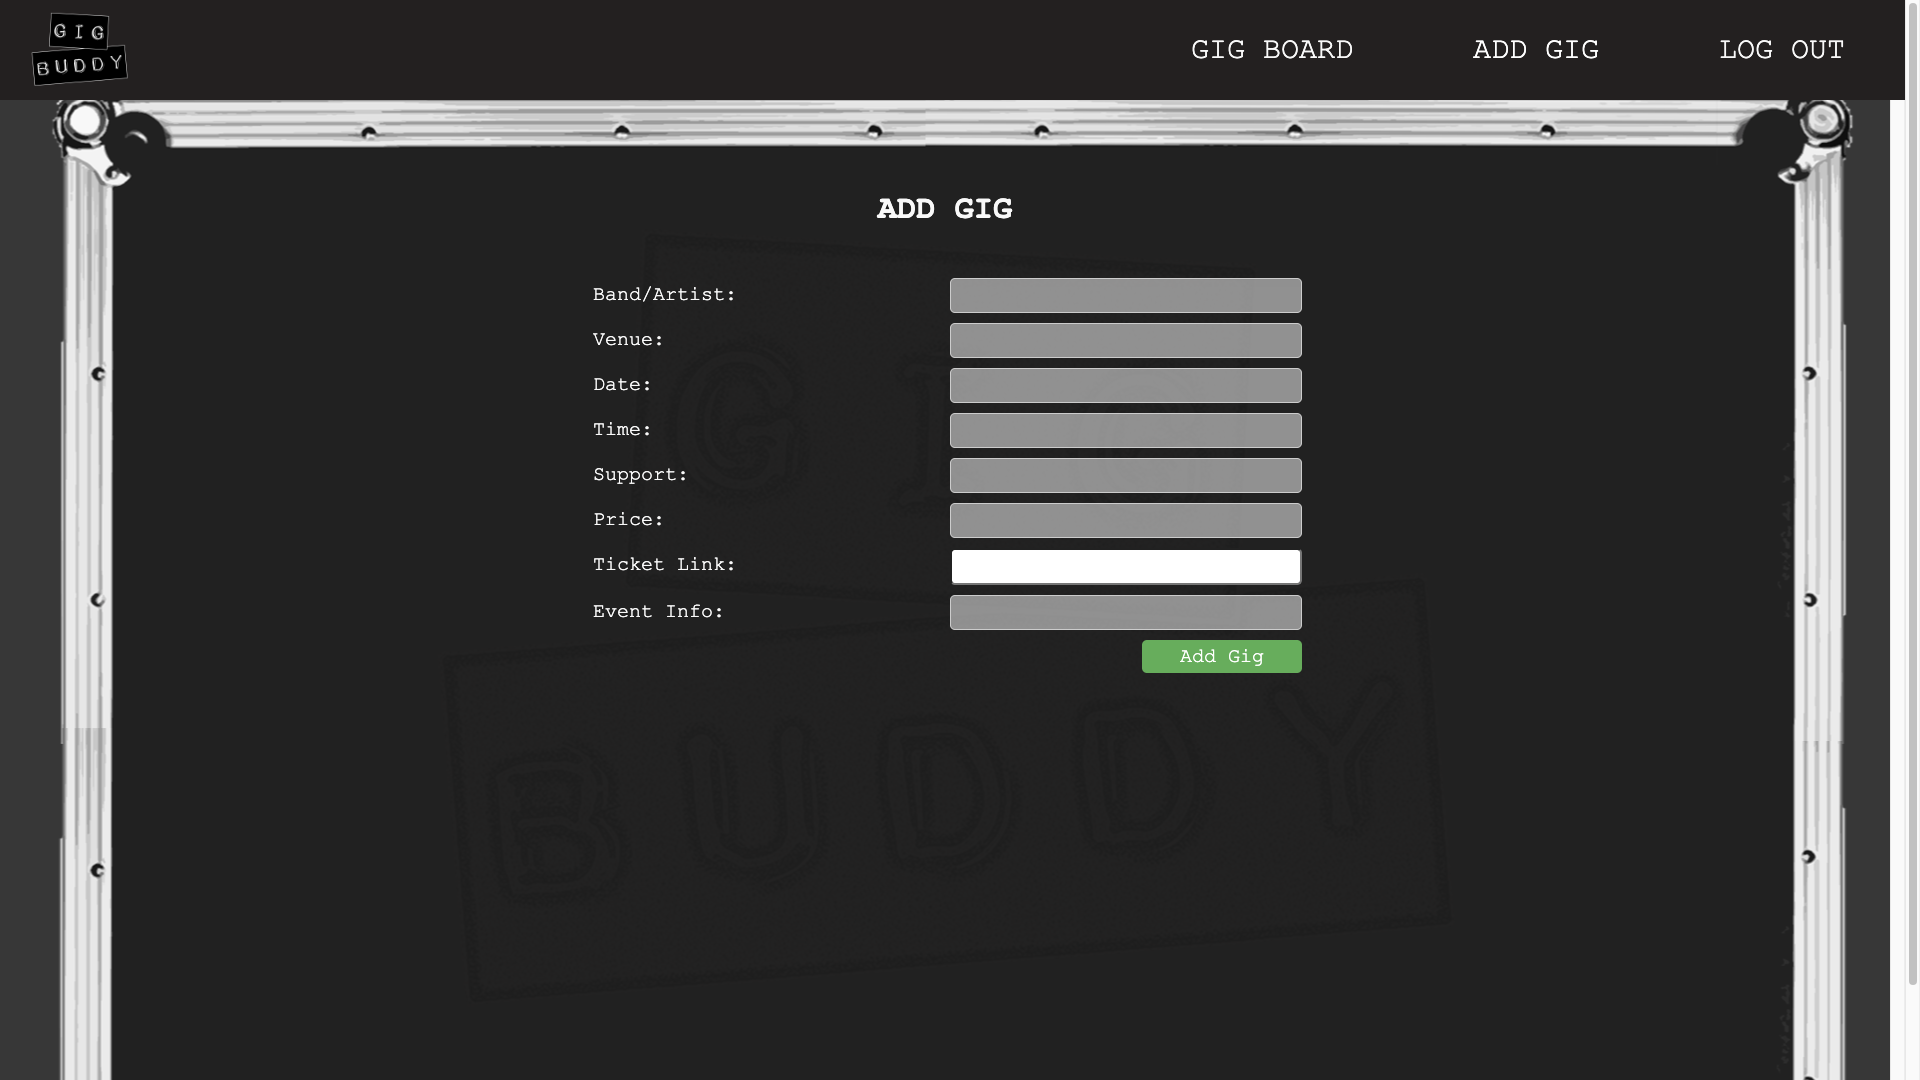 GIG
BUDDY
GIG BOARD
ADD GIG
LOG OUT
ADD GIG
Band/Artist:
Venue:
Date:
Time:
Support:
Price:
Ticket Link:
Event Info:
Add Gig
GIG
BUDDY